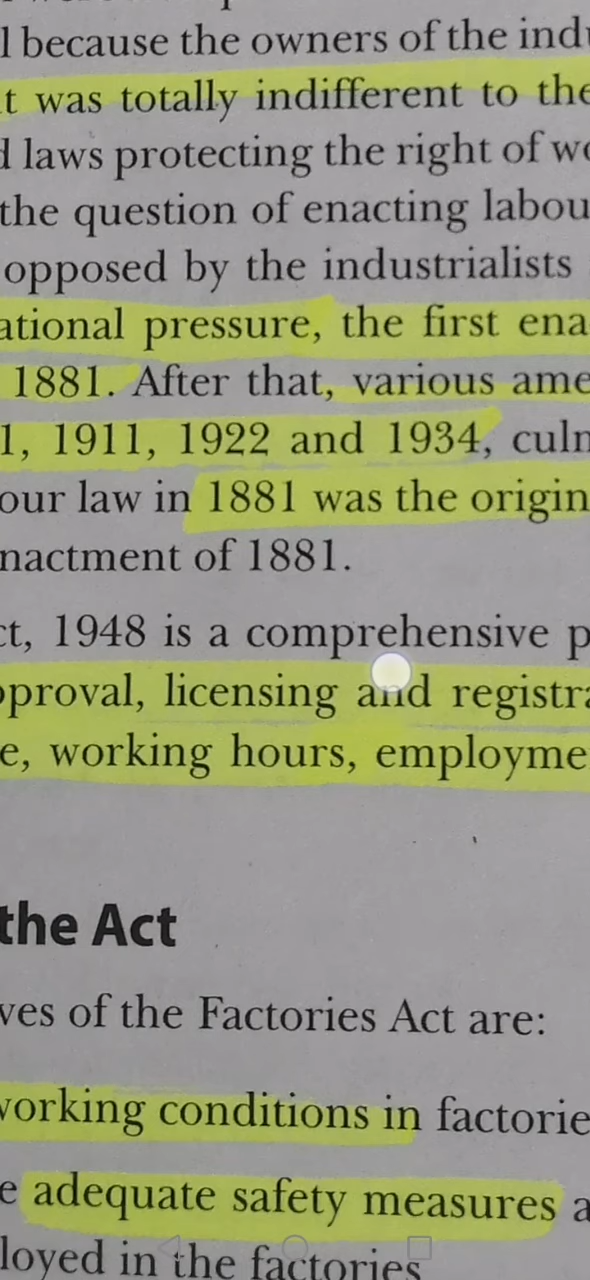 l because the owners of the indu
t was totally indifferent to the
d laws protecting the right of wo
the question of enacting labou
opposed by the industrialists
ational pressure, the first ena
1881. After that, various ame
1, 1911, 1922 and 1934, culn
our law in 1881 was the origin
nactment of 1881.
ct, 1948 is a comprehensive p
pproval, licensing and registra
e, working hours, employme
the Act
ves of the Factories Act are:
working conditions in factorie
e adequate safety measures a
loyed in the factories